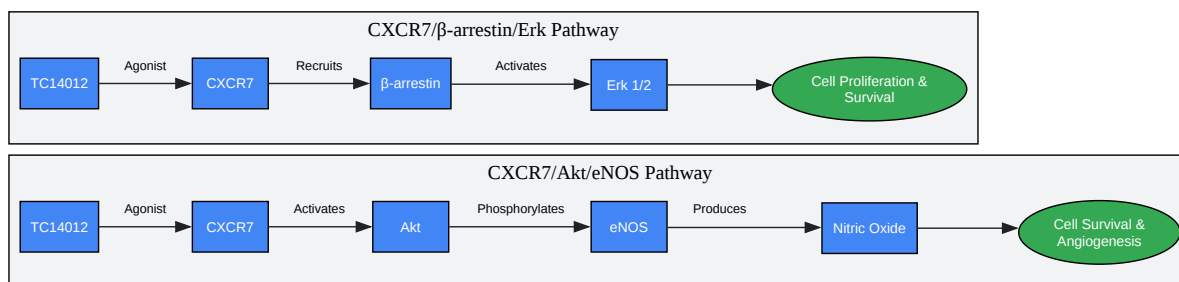 CXCR7/β-arrestin/Erk Pathway
TC14012
Agonist
CXCR7
Recruits
β-arrestin
Activates
Erk 1/2
Cell Proliferation &
Survival
CXCR7/Akt/eNOS Pathway
TC14012
Agonist
CXCR7
Activates
Akt
Phosphorylates
eNOS
Produces
Nitric Oxide
Cell Survival &
Angiogenesis